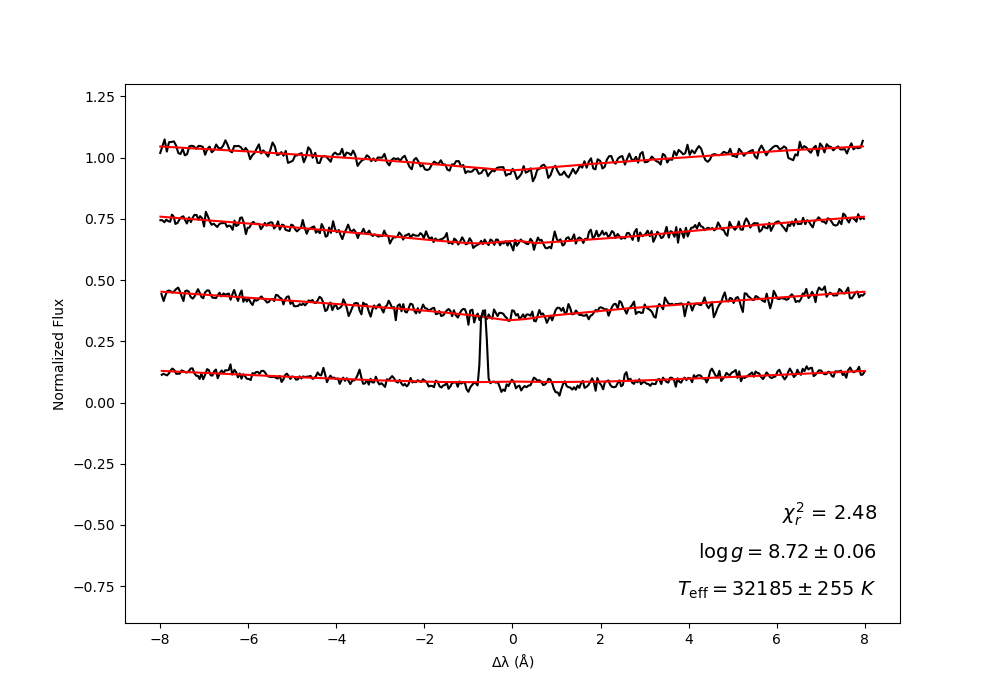 1.25
1.00
0.75
0.50
0.25
0.00
−0.25
−0.50
−0.75
Normalized Flux
χ²ᵣ = 2.48
log g = 8.72 ± 0.06
T_eff = 32185 ± 255 K
−8 −6 −4 −2 0 2 4 6 8
Δλ (Å)